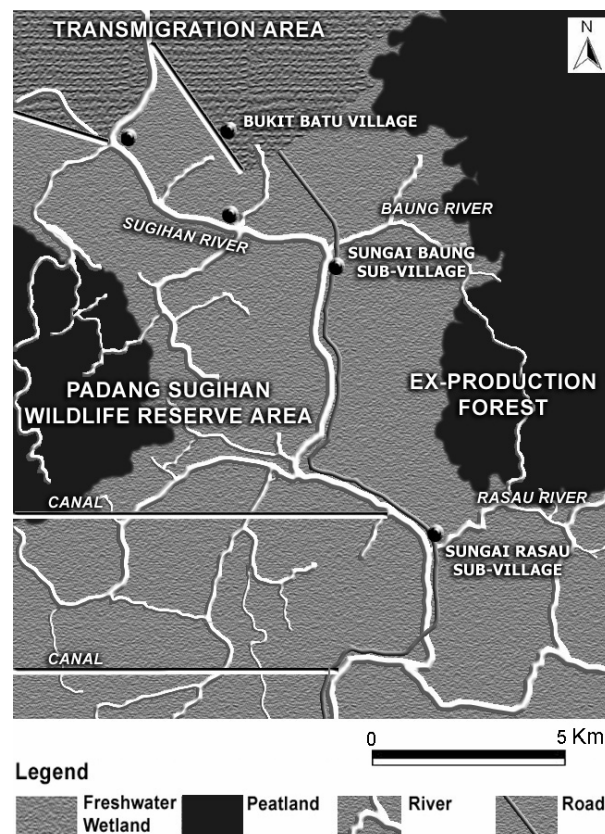 TRANSMIGRATION AREA
N
BUKIT BATU VILLAGE
BAUNG RIVER
SUGIHAN RIVER
SUNGAI BAUNG
SUB-VILLAGE
PADANG SUGIHAN
WILDLIFE RESERVE AREA
EX-PRODUCTION
FOREST
CANAL
RASAU RIVER
SUNGAI RASAU
SUB-VILLAGE
CANAL
0 5 Km
Legend
Freshwater
Wetland
Peatland
River
Road